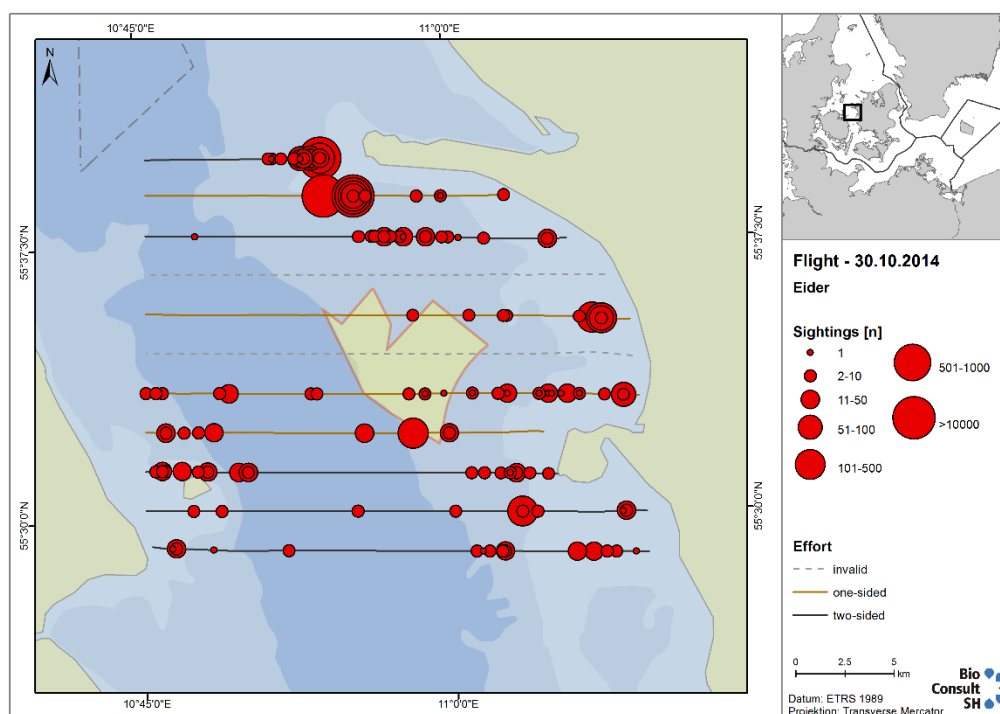 10°45'0"E
11°0'0"E
N
55°37'30"N
55°37'30"N
55°30'0"N
55°30'0"N
10°45'0"E
11°0'0"E
Flight - 30.10.2014
Eider
Sightings [n]
1
2-10
11-50
51-100
101-500
501-1000
>10000
Effort
invalid
one-sided
two-sided
0 2.5 5
km
Datum: ETRS 1989
Projektion: Transverse Mercator
Bio
Consult
SH